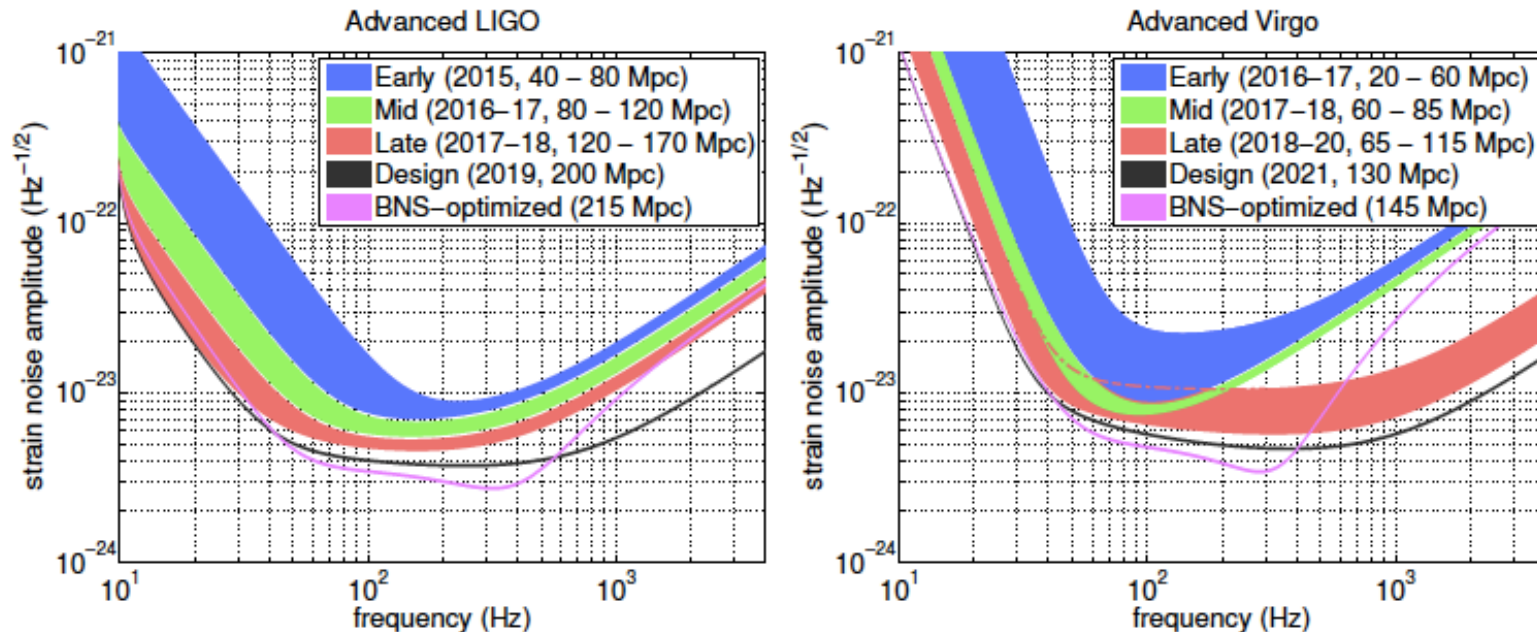 Advanced LIGO
strain noise amplitude (Hz^−1/2)
10^−21
10^−22
10^−23
10^−24
Early (2015, 40 – 80 Mpc)
Mid (2016–17, 80 – 120 Mpc)
Late (2017–18, 120 – 170 Mpc)
Design (2019, 200 Mpc)
BNS–optimized (215 Mpc)
10^1 10^2 10^3
frequency (Hz)
Advanced Virgo
strain noise amplitude (Hz^−1/2)
10^−21
10^−22
10^−23
10^−24
Early (2016–17, 20 – 60 Mpc)
Mid (2017–18, 60 – 85 Mpc)
Late (2018–20, 65 – 115 Mpc)
Design (2021, 130 Mpc)
BNS–optimized (145 Mpc)
10^1 10^2 10^3
frequency (Hz)